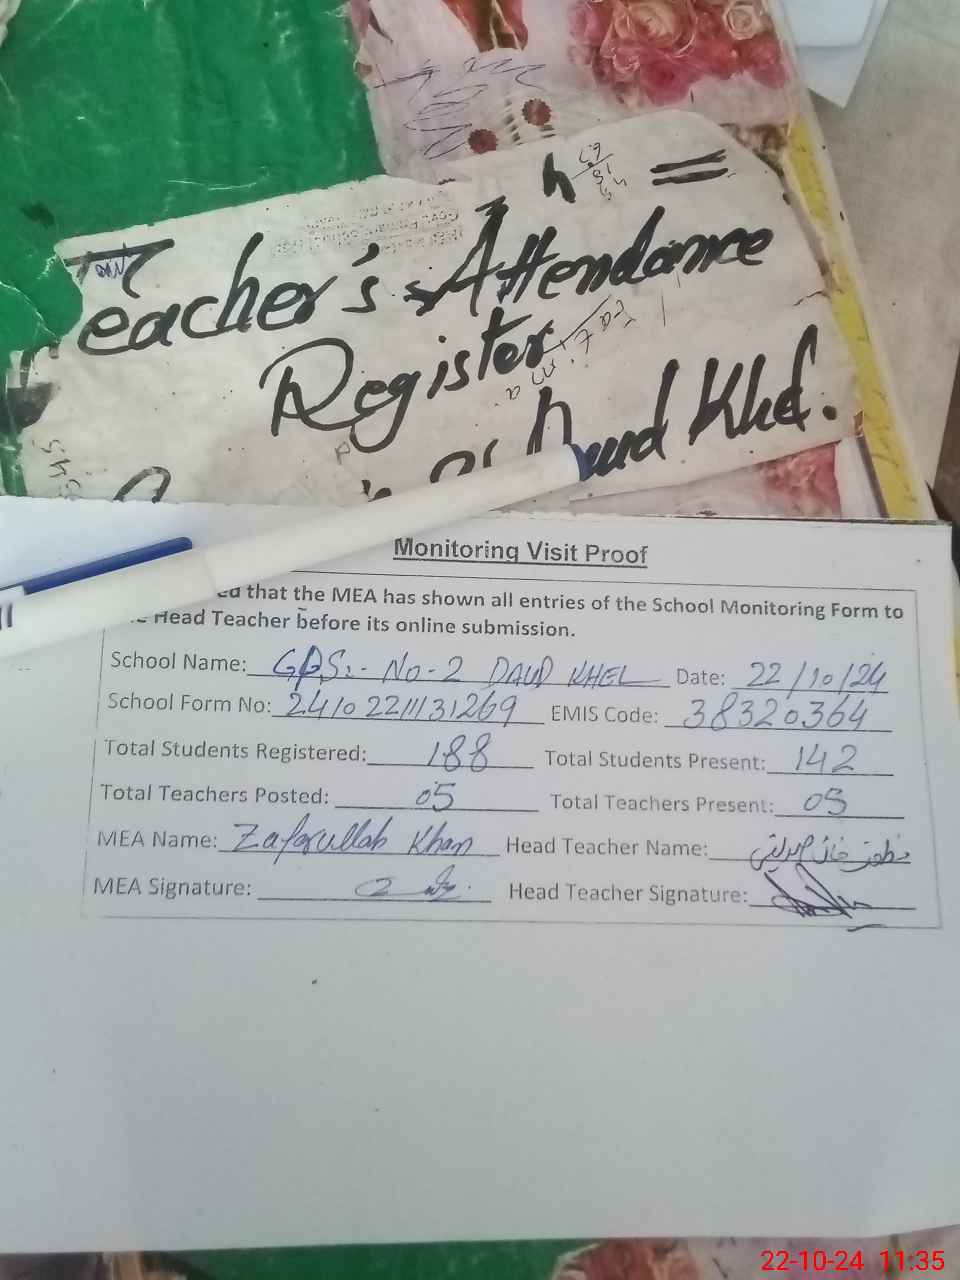 Teacher's Attendance
Register
Daud Khel.
Monitoring Visit Proof
that the MEA has shown all entries of the School Monitoring Form to
Head Teacher before its online submission.
School Name: GPS:- No-2 DAUD KHEL Date: 22/10/24
School Form No: 2410221131269 EMIS Code: 38320364
Total Students Registered: 188 Total Students Present: 142
Total Teachers Posted: 05 Total Teachers Present: 05
MEA Name: Zafarullah Khan Head Teacher Name:
MEA Signature: Head Teacher Signature:
22-10-24 11:35